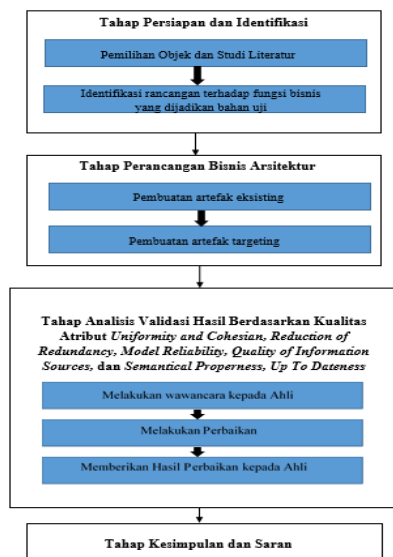 Tahap Persiapan dan Identifikasi
Pemilihan Objek dan Studi Literatur
Identifikasi rancangan terhadap fungsi bisnis
yang dijadikan bahan uji
Tahap Perancangan Bisnis Arsitektur
Pembuatan artefak eksisting
Pembuatan artefak targeting
Tahap Analisis Validasi Hasil Berdasarkan Kualitas
Atribut Uniformity and Cohesian, Reduction of
Redundancy, Model Reliability, Quality of Information
Sources, dan Semantical Properness, Up To Dateness
Melakukan wawancara kepada Ahli
Melakukan Perbaikan
Memberikan Hasil Perbaikan kepada Ahli
Tahap Kesimpulan dan Saran